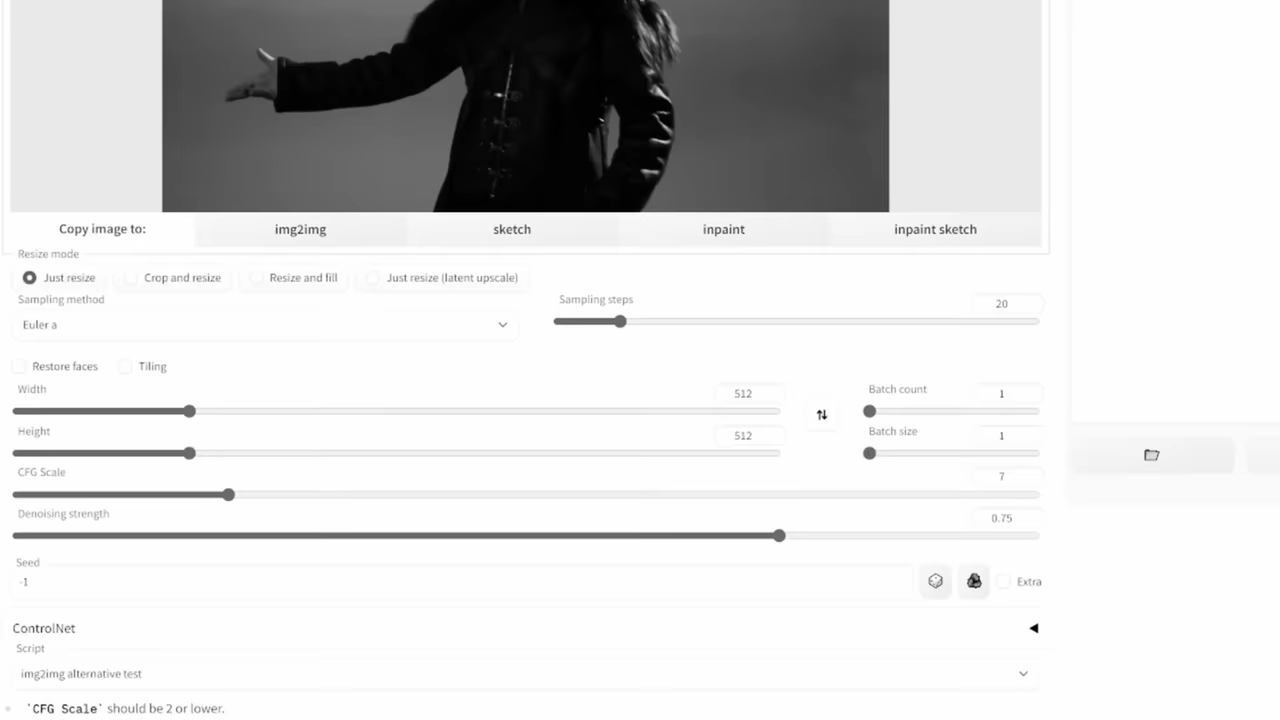 Copy image to: img2img sketch inpaint inpaint sketch
Resize mode
Just resize Crop and resize Resize and fill Just resize (latent upscale)
Sampling method Sampling steps 20
Euler a
Restore faces Tiling
Width 512 Batch count 1
Height 512 Batch size 1
CFG Scale 7
Denoising strength 0.75
Seed
-1 Extra
ControlNet
Script
img2img alternative test
`CFG Scale` should be 2 or lower.